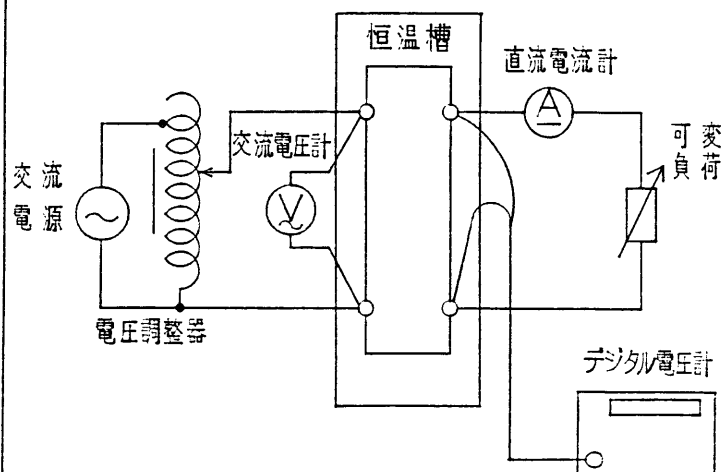 恒温槽
直流電流計
A
可変
負荷
交流電圧計
V
交流
電源
電圧調整器
デジタル電圧計